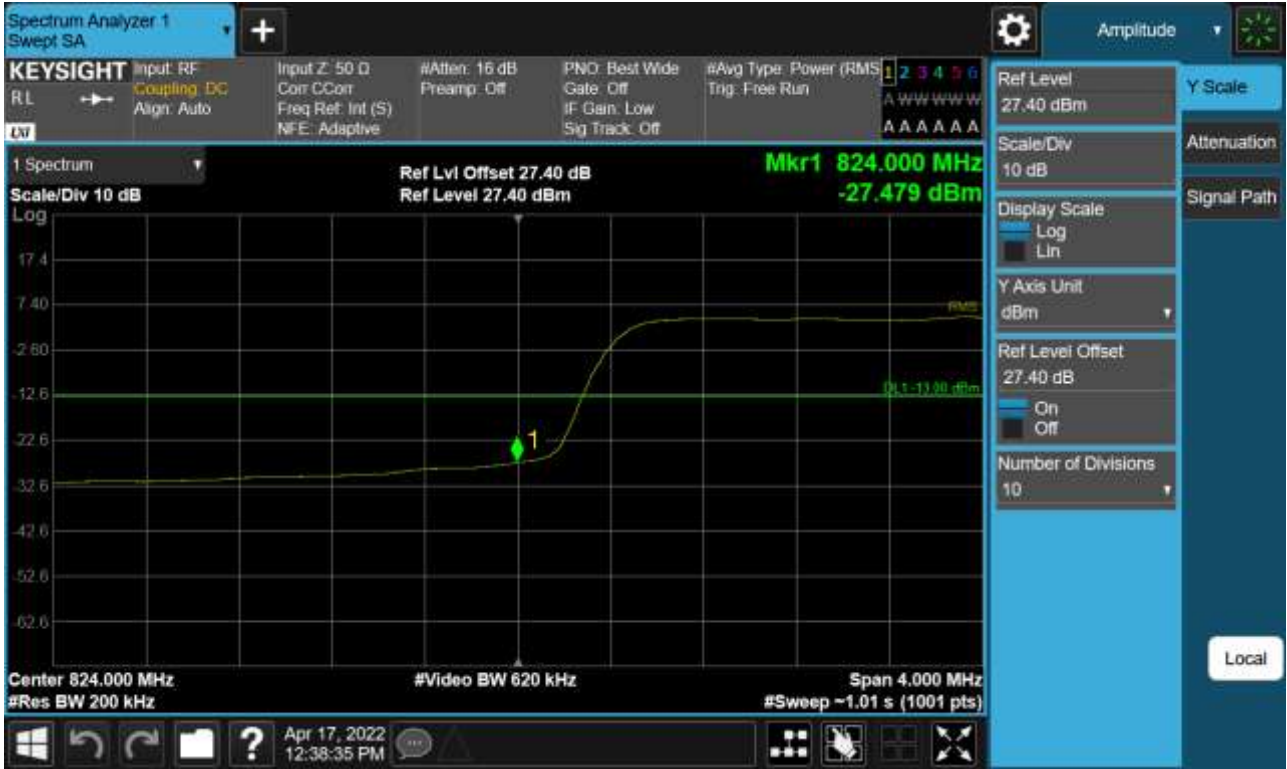 Spectrum Analyzer 1
Swept SA
Amplitude
KEYSIGHT
RL
LXI
Input: RF
Coupling: DC
Align: Auto
Input Z: 50 Ω
Corr CCorr
Freq Ref: Int (S)
NFE: Adaptive
#Atten: 16 dB
Preamp: Off
PNO: Best Wide
Gate: Off
IF Gain: Low
Sig Track: Off
#Avg Type: Power (RMS
Trig: Free Run
1 2 3 4 5 6
A W W W W W
A A A A A A
1 Spectrum
Scale/Div 10 dB
Ref Lvl Offset 27.40 dB
Ref Level 27.40 dBm
Mkr1 824.000 MHz
-27.479 dBm
Log
17.4
7.40
RMS
-2.60
-12.6
DL1 -13.00 dBm
-22.6
1
-32.6
-42.6
-52.6
-62.6
Center 824.000 MHz
#Video BW 620 kHz
Span 4.000 MHz
#Res BW 200 kHz
#Sweep ~1.01 s (1001 pts)
Ref Level
27.40 dBm
Scale/Div
10 dB
Display Scale
Log
Lin
Y Axis Unit
dBm
Ref Level Offset
27.40 dB
On
Off
Number of Divisions
10
Y Scale
Attenuation
Signal Path
Local
?
Apr 17, 2022
12:38:35 PM